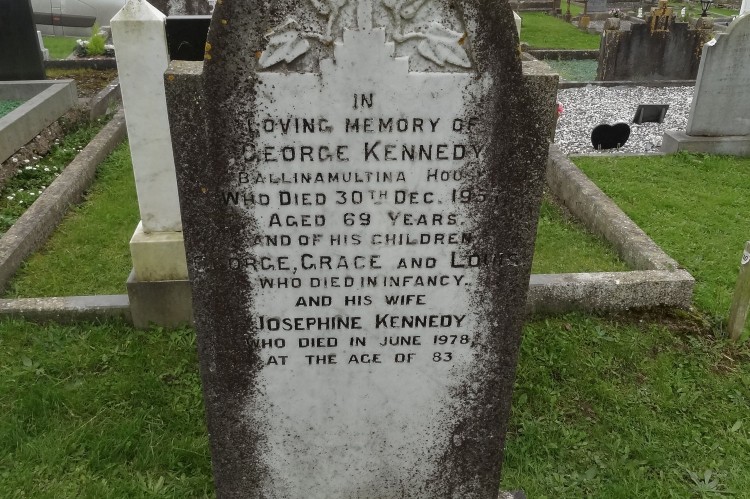 IN
LOVING MEMORY OF
GEORGE KENNEDY
BALLINAMULTINA HOUSE
WHO DIED 30TH DEC.
AGED 69 YEARS.
AND OF HIS CHILDREN
GEORGE, GRACE AND LOUIS
WHO DIED IN INFANCY.
AND HIS WIFE
JOSEPHINE KENNEDY
WHO DIED IN JUNE 1978
AT THE AGE OF 83